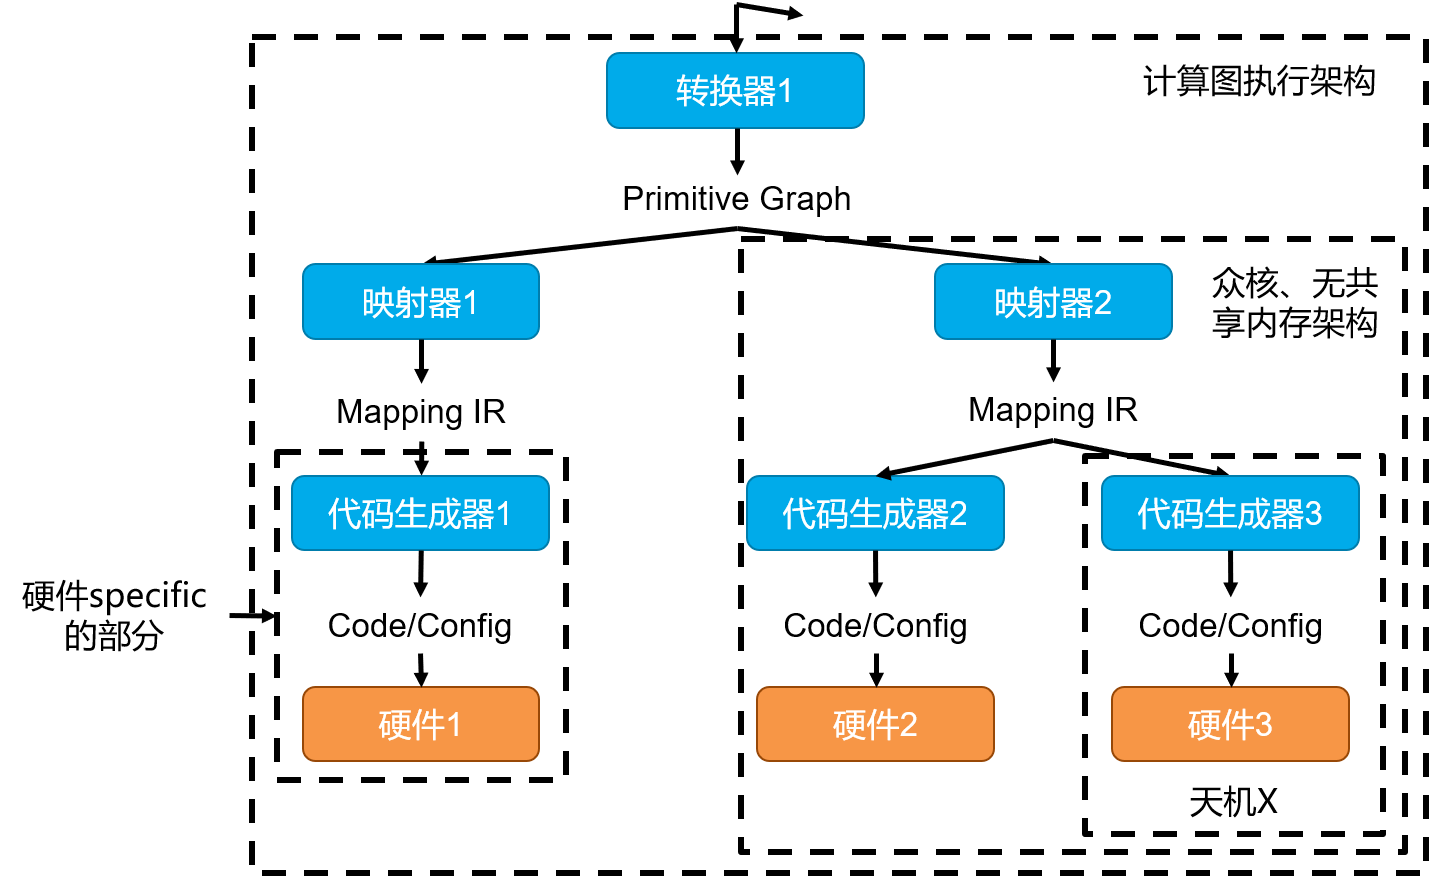 转换器1
计算图执行架构
Primitive Graph
映射器1
映射器2
众核、无共
享内存架构
Mapping IR
Mapping IR
代码生成器1
代码生成器2
代码生成器3
硬件specific
的部分
Code/Config
Code/Config
Code/Config
硬件1
硬件2
硬件3
天机X